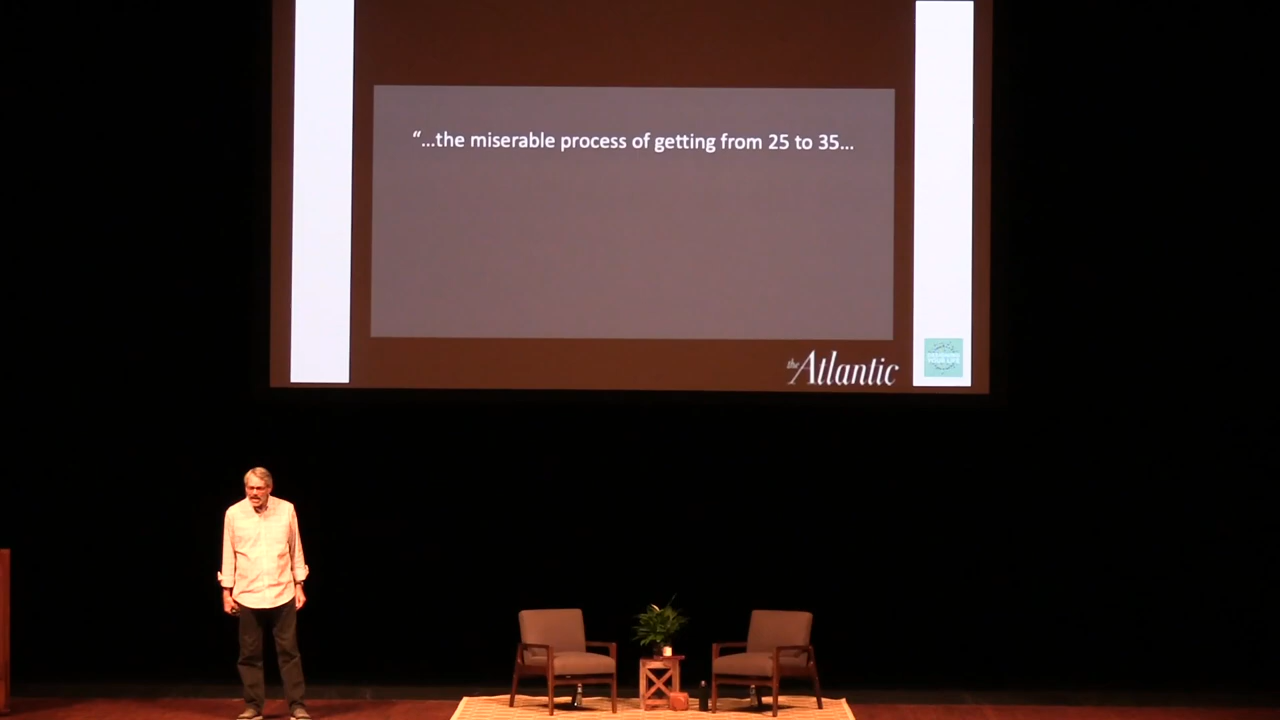 “...the miserable process of getting from 25 to 35...
the Atlantic